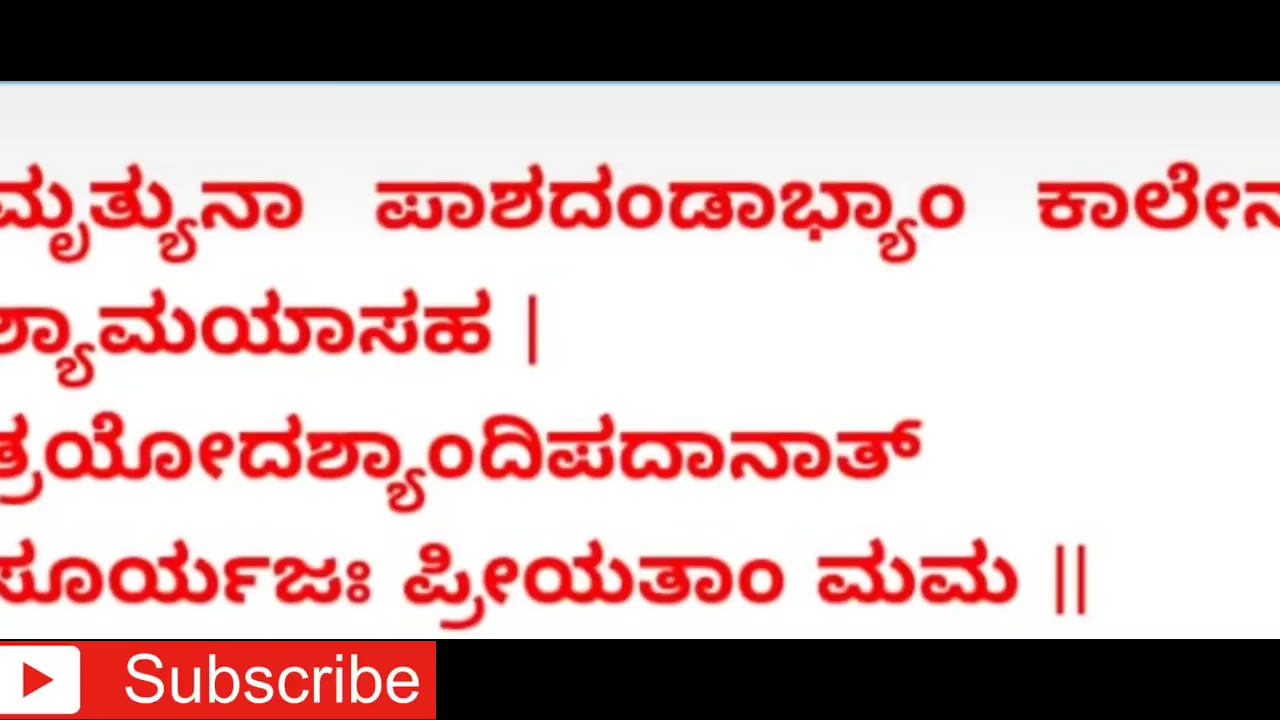 ಮೃತ್ಯುನಾ ಪಾಶದಂಡಾಭ್ಯಾಂ ಕಾಲೇನ
ಶ್ಯಾಮಯಾಸಹ |
ತ್ರಯೋದಶ್ಯಾಂದಿಪದಾನಾತ್
ಸೂರ್ಯಜಃ ಪ್ರೀಯತಾಂ ಮಮ ||
Subscribe